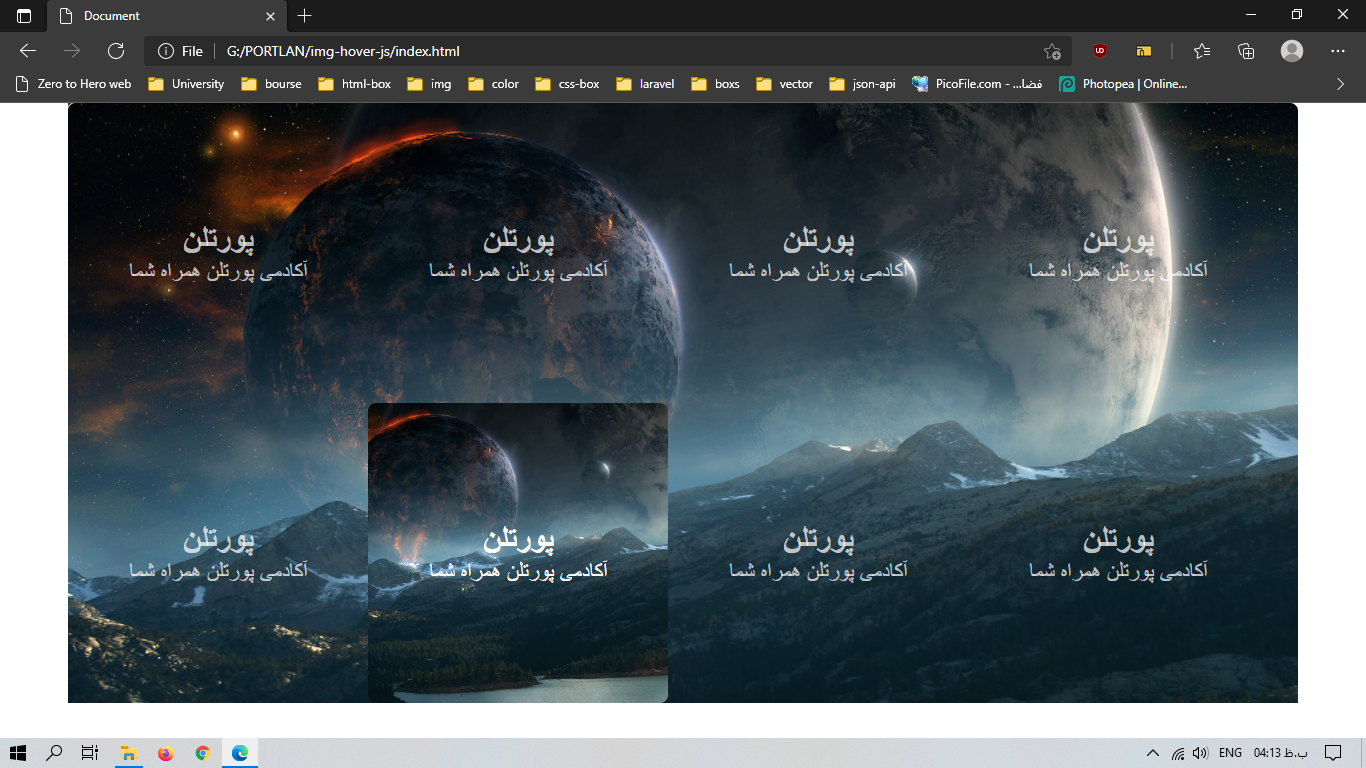 Document
File
G:/PORTLAN/img-hover-js/index.html
Zero to Hero web
University
bourse
html-box
img
color
css-box
laravel
boxs
vector
json-api
PicoFile.com - ...فضا
Photopea | Online...
پورتلن
آکادمی پورتلن همراه شما
پورتلن
آکادمی پورتلن همراه شما
پورتلن
آکادمی پورتلن همراه شما
پورتلن
آکادمی پورتلن همراه شما
پورتلن
آکادمی پورتلن همراه شما
پورتلن
آکادمی پورتلن همراه شما
پورتلن
آکادمی پورتلن همراه شما
پورتلن
آکادمی پورتلن همراه شما
ENG
04:13 ب.ظ